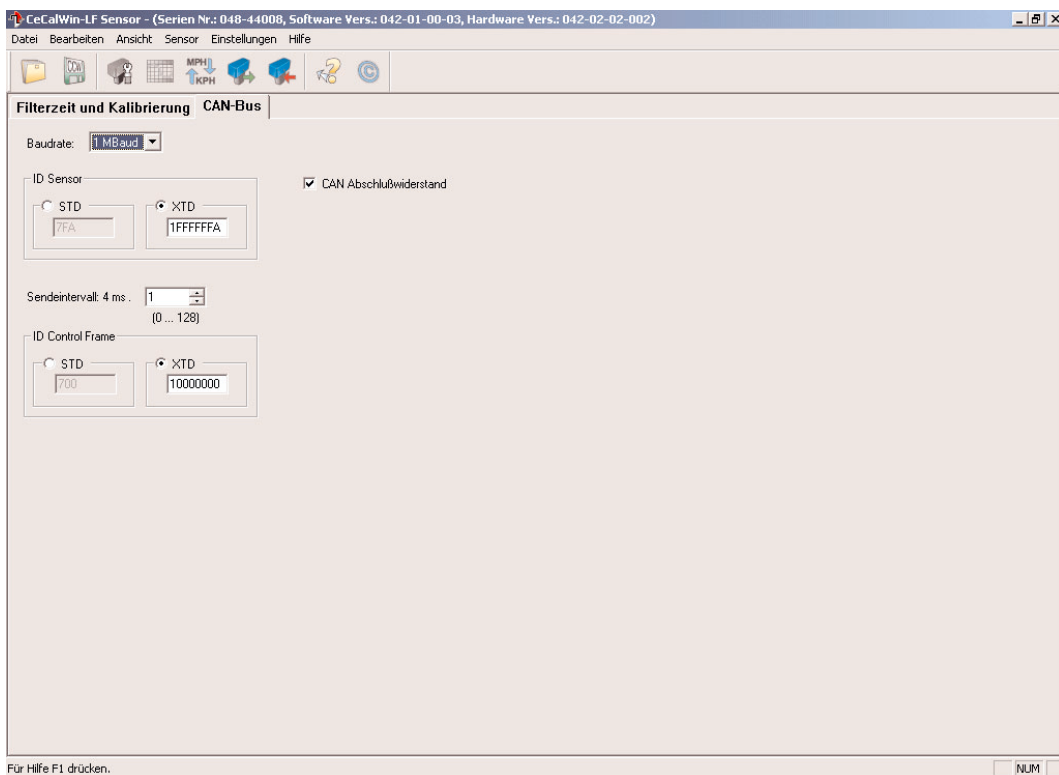 CeCalWin-LF Sensor - (Serien Nr.: 048-44008, Software Vers.: 042-01-00-03, Hardware Vers.: 042-02-02-002)
Datei Bearbeiten Ansicht Sensor Einstellungen Hilfe
MPH
KPH
Filterzeit und Kalibrierung CAN-Bus
Baudrate: 1 MBaud
ID Sensor
CAN Abschlußwiderstand
STD XTD
7FA 1FFFFFFA
Sendeintervall: 4 ms . 1
(0 ... 128)
ID Control Frame
STD XTD
700 10000000
Für Hilfe F1 drücken.
NUM